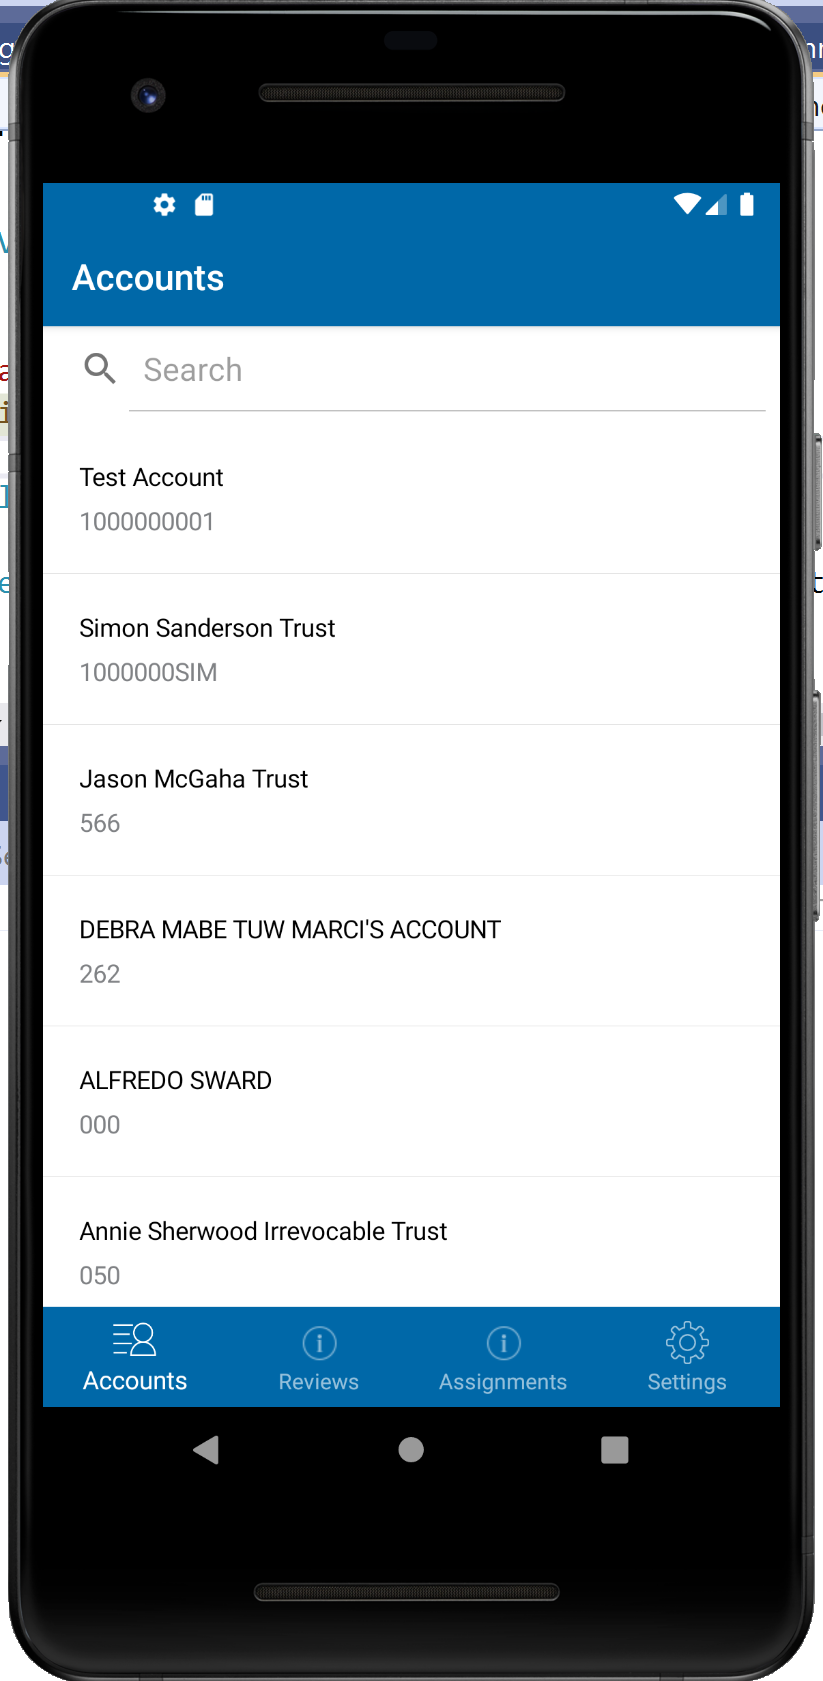 Accounts
Search
Test Account
1000000001
Simon Sanderson Trust
1000000SIM
Jason McGaha Trust
566
DEBRA MABE TUW MARCI'S ACCOUNT
262
ALFREDO SWARD
000
Annie Sherwood Irrevocable Trust
050
Accounts
Reviews
Assignments
Settings